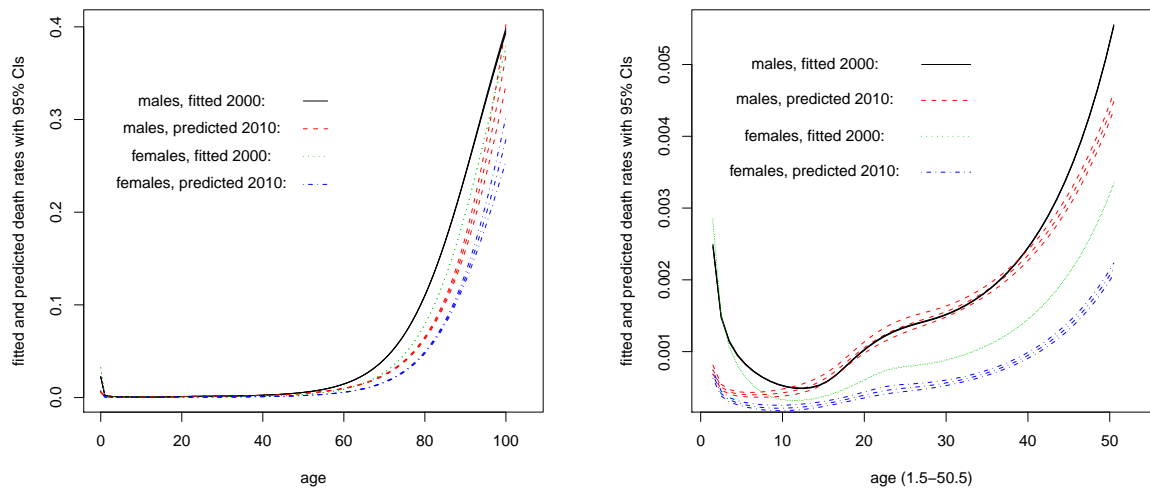 fitted and predicted death rates with 95% CIs
0.4
0.3
0.2
0.1
0.0
males, fitted 2000:
males, predicted 2010:
females, fitted 2000:
females, predicted 2010:
0 20 40 60 80 100
age
fitted and predicted death rates with 95% CIs
0.005
0.004
0.003
0.002
0.001
males, fitted 2000:
males, predicted 2010:
females, fitted 2000:
females, predicted 2010:
0 10 20 30 40 50
age (1.5–50.5)